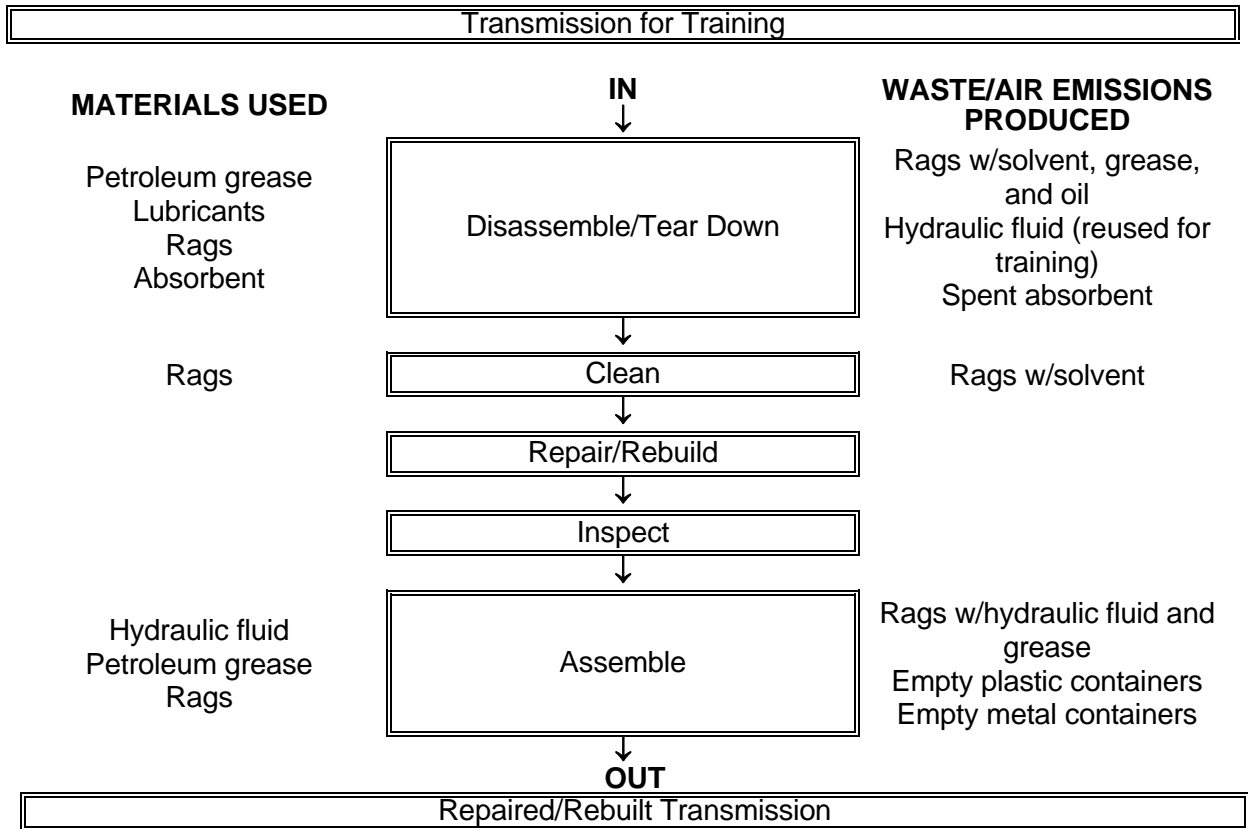 Transmission for Training
IN
↓
MATERIALS USED
WASTE/AIR EMISSIONS
PRODUCED
Petroleum grease
Lubricants
Rags
Absorbent
Disassemble/Tear Down
Rags w/solvent, grease,
and oil
Hydraulic fluid (reused for
training)
Spent absorbent
↓
Rags
Clean
Rags w/solvent
↓
Repair/Rebuild
↓
Inspect
↓
Hydraulic fluid
Petroleum grease
Rags
Assemble
Rags w/hydraulic fluid and
grease
Empty plastic containers
Empty metal containers
↓
OUT
Repaired/Rebuilt Transmission